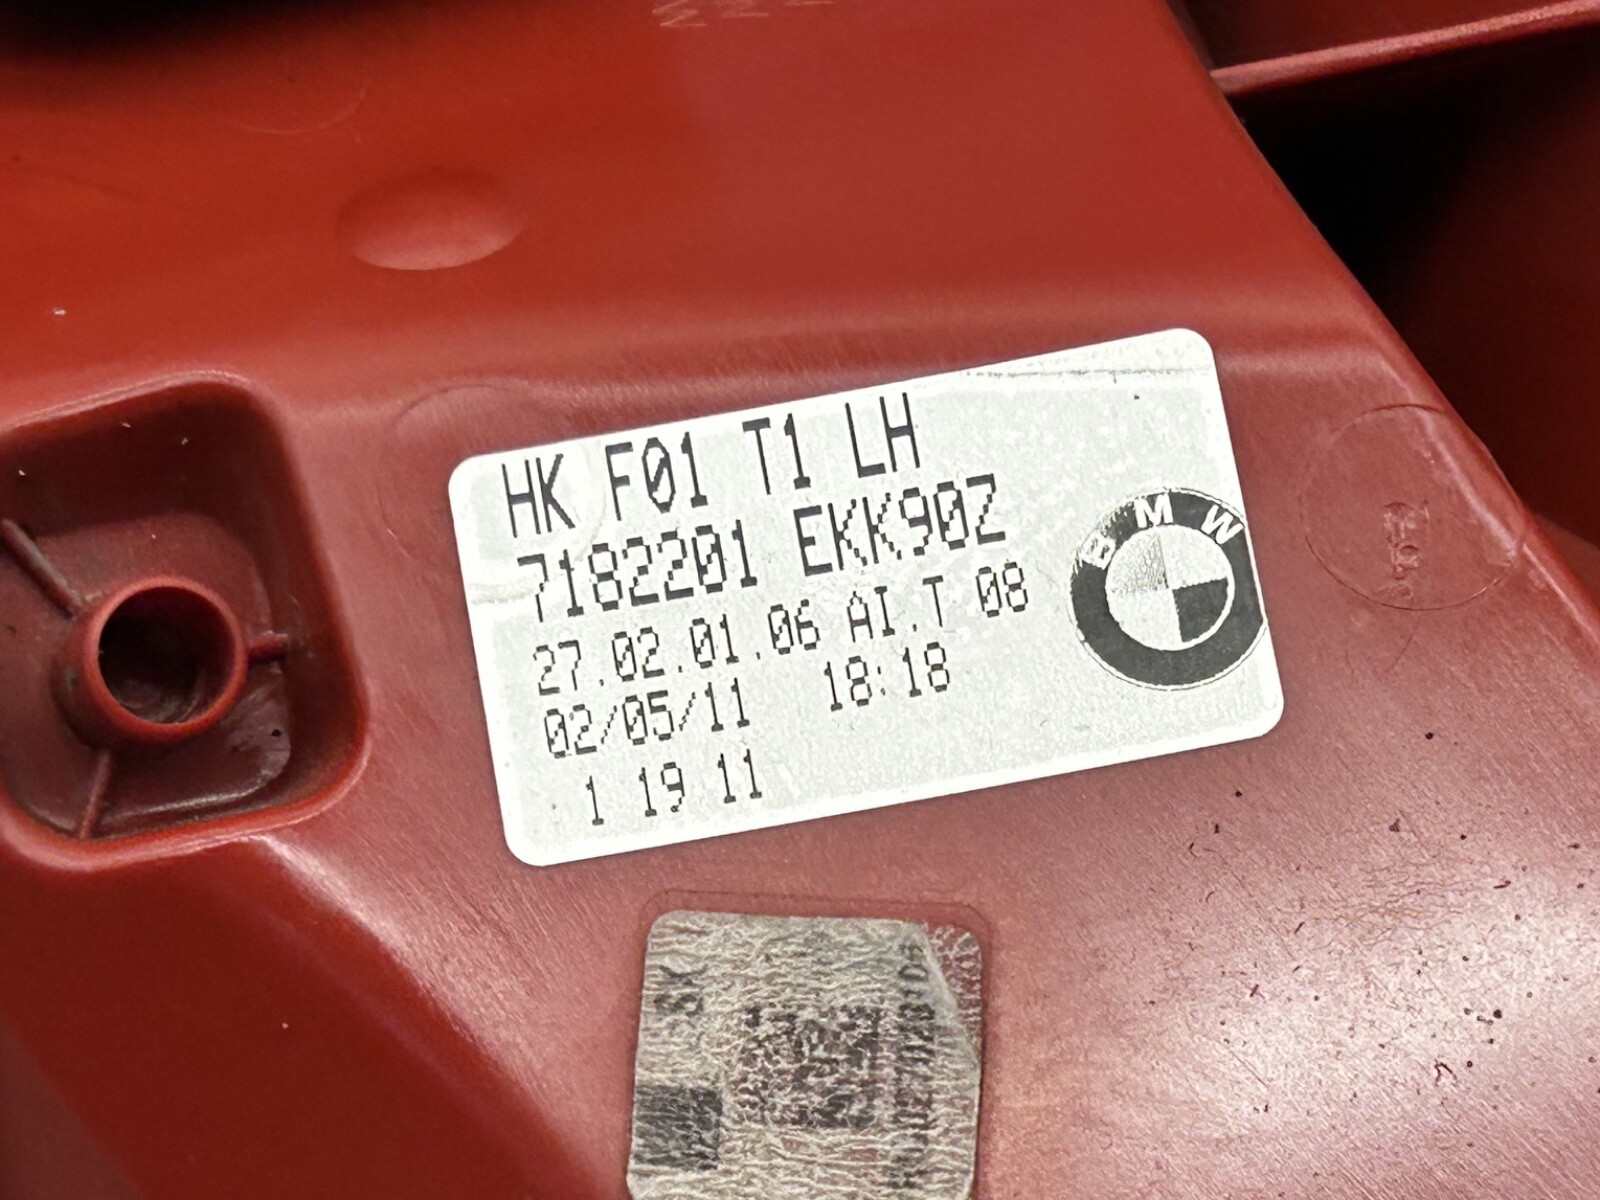 HK F01 T1 LH
7182201 EKK90Z
27.02.01.06 AI.T 08
02/05/11 18:18
1 19 11
BMW